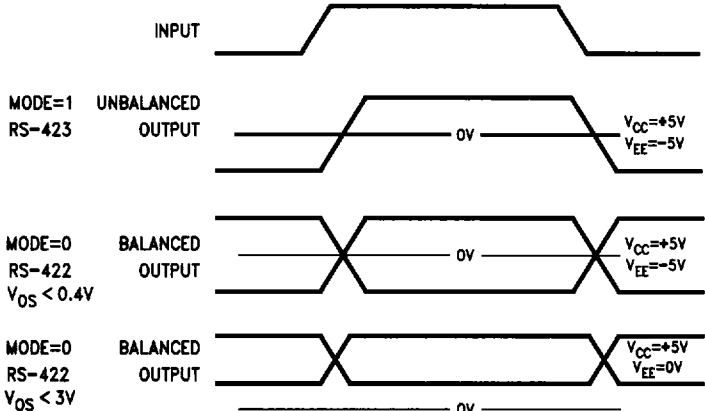 INPUT
MODE=1 UNBALANCED
RS-423 OUTPUT
0V
VCC=+5V
VEE=-5V
MODE=0 BALANCED
RS-422 OUTPUT
VOS < 0.4V
0V
VCC=+5V
VEE=-5V
MODE=0 BALANCED
RS-422 OUTPUT
VOS < 3V
VCC=+5V
VEE=0V
0V